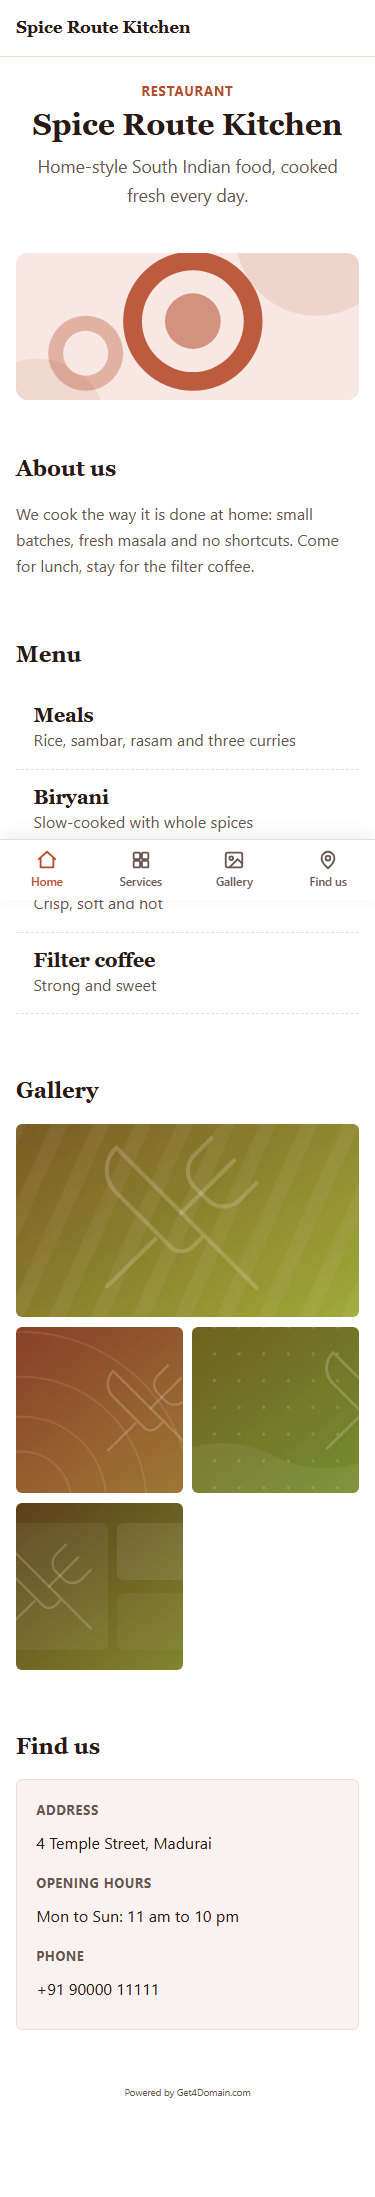 Spice Route Kitchen
RESTAURANT
Spice Route Kitchen
Home-style South Indian food, cooked
fresh every day.
About us
We cook the way it is done at home: small
batches, fresh masala and no shortcuts. Come
for lunch, stay for the filter coffee.
Menu
Meals
Rice, sambar, rasam and three curries
Biryani
Slow-cooked with whole spices
Home
Services
Gallery
Find us
Crisp, soft and hot
Filter coffee
Strong and sweet
Gallery
Find us
ADDRESS
4 Temple Street, Madurai
OPENING HOURS
Mon to Sun: 11 am to 10 pm
PHONE
+91 90000 11111
Powered by Get4Domain.com